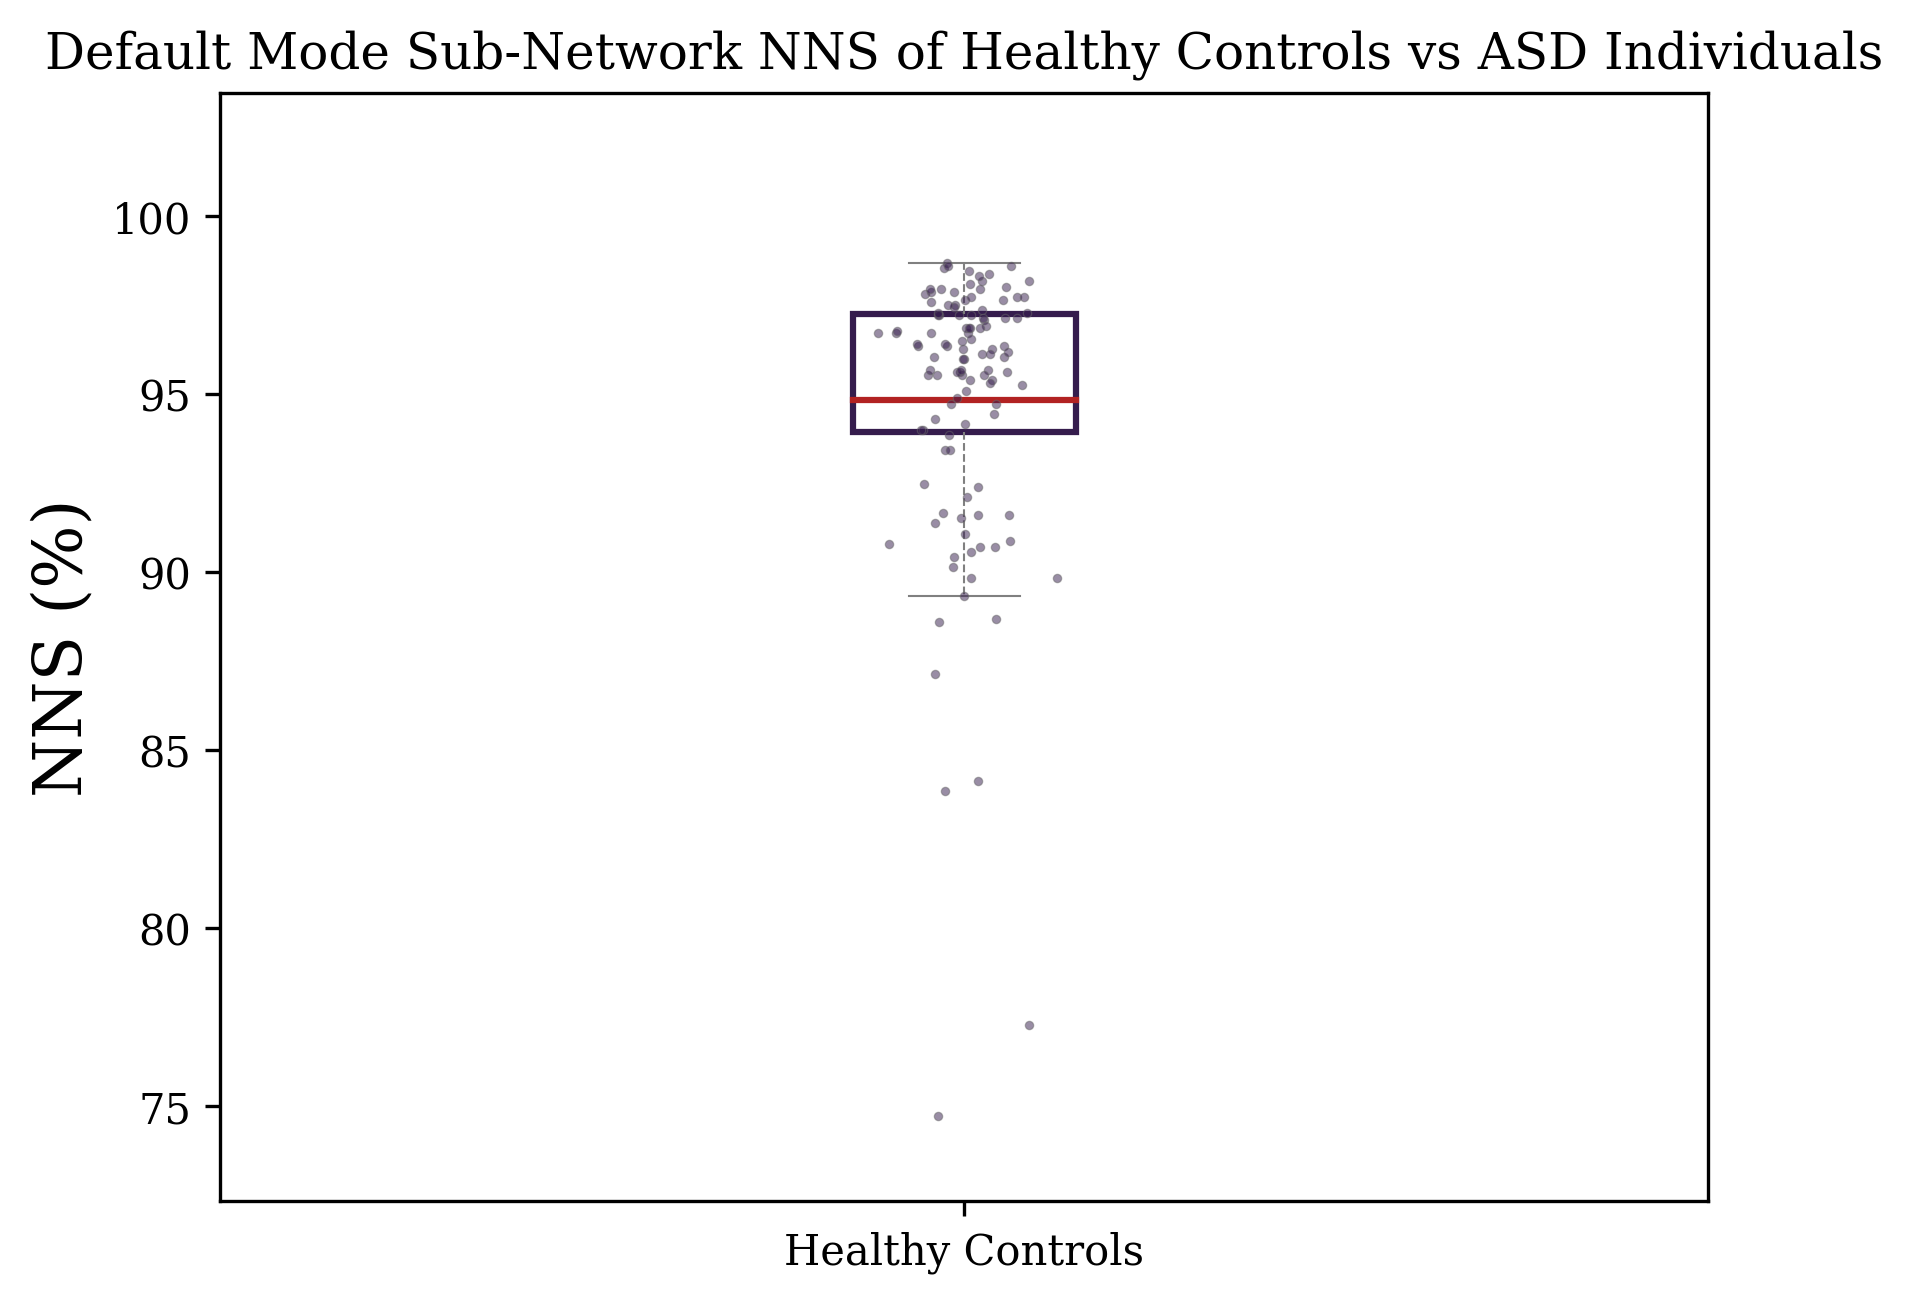 Default Mode Sub-Network NNS of Healthy Controls vs ASD Individuals
NNS (%)
100
95
90
85
80
75
Healthy Controls